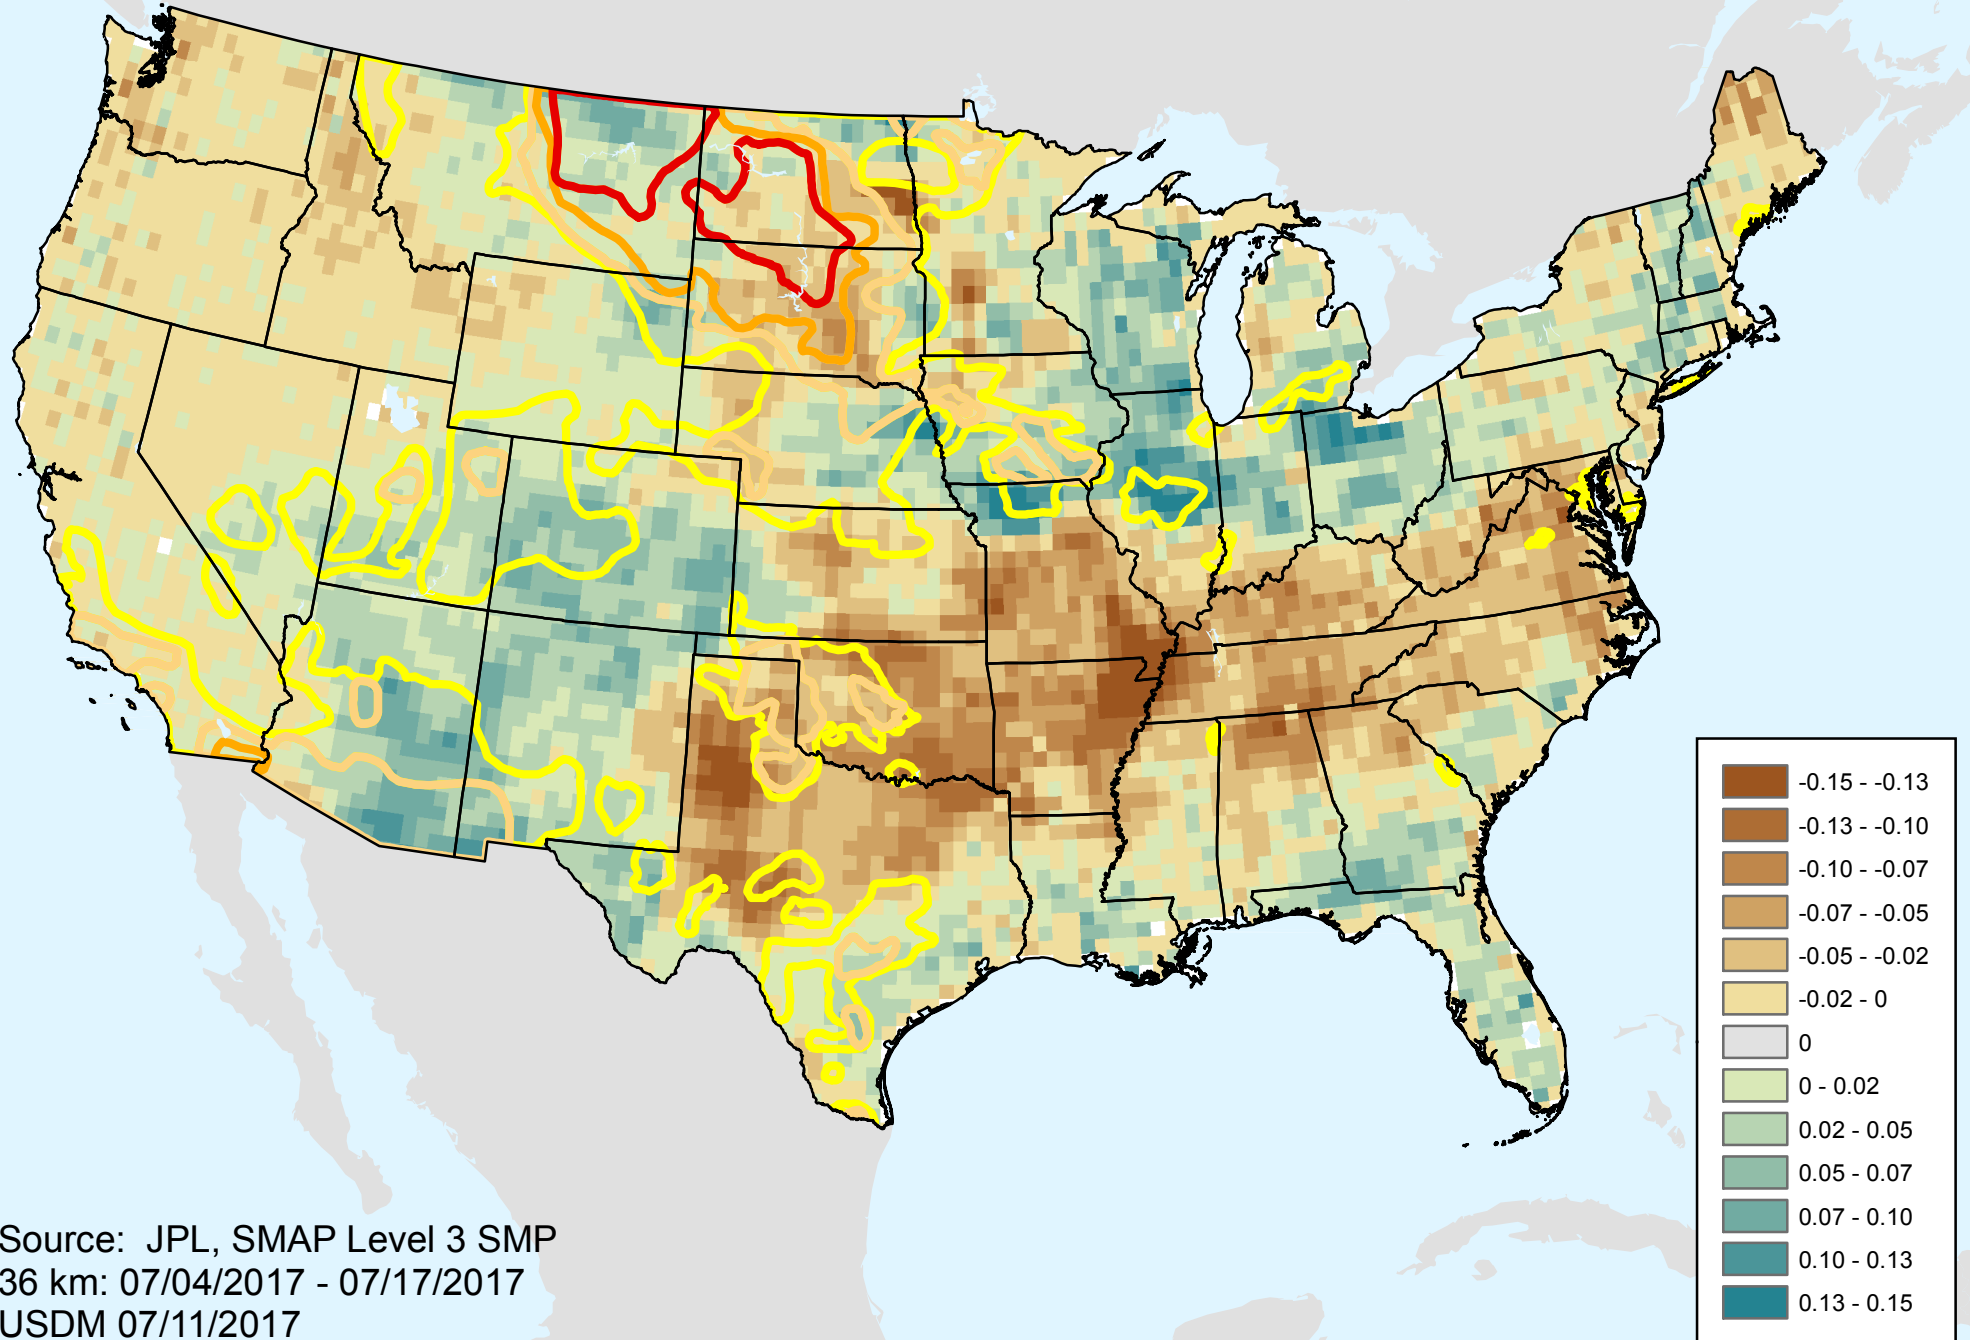 -0.15 - -0.13
-0.13 - -0.10
-0.10 - -0.07
-0.07 - -0.05
-0.05 - -0.02
-0.02 - 0
0
0 - 0.02
0.02 - 0.05
0.05 - 0.07
0.07 - 0.10
0.10 - 0.13
0.13 - 0.15
Source: JPL, SMAP Level 3 SMP
36 km: 07/04/2017 - 07/17/2017
USDM 07/11/2017